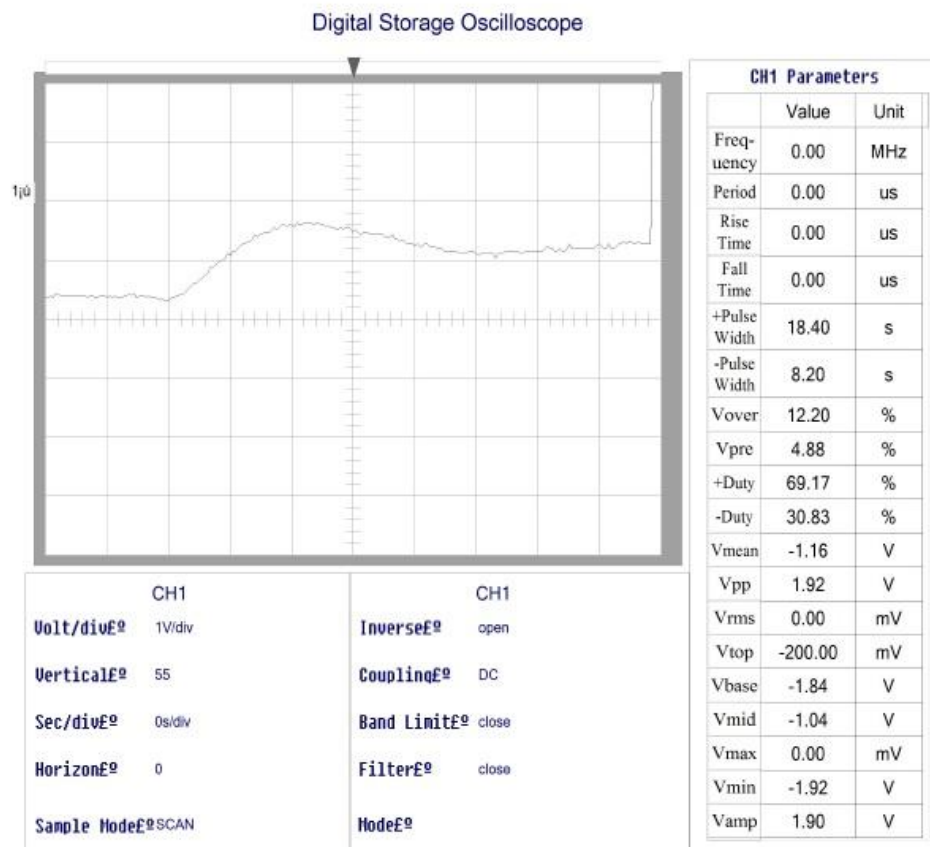 Digital Storage Oscilloscope
1¡ú
CH1 Parameters
Value Unit
Freq-
uency 0.00 MHz
Period 0.00 us
Rise
Time 0.00 us
Fall
Time 0.00 us
+Pulse
Width 18.40 s
-Pulse
Width 8.20 s
Vover 12.20 %
Vpre 4.88 %
+Duty 69.17 %
-Duty 30.83 %
Vmean -1.16 V
Vpp 1.92 V
Vrms 0.00 mV
Vtop -200.00 mV
Vbase -1.84 V
Vmid -1.04 V
Vmax 0.00 mV
Vmin -1.92 V
Vamp 1.90 V
CH1
Volt/div£º 1V/div
Vertical£º 55
Sec/div£º 0s/div
Horizon£º 0
Sample Mode£º SCAN
CH1
Inverse£º open
Coupling£º DC
Band Limit£º close
Filter£º close
Mode£º